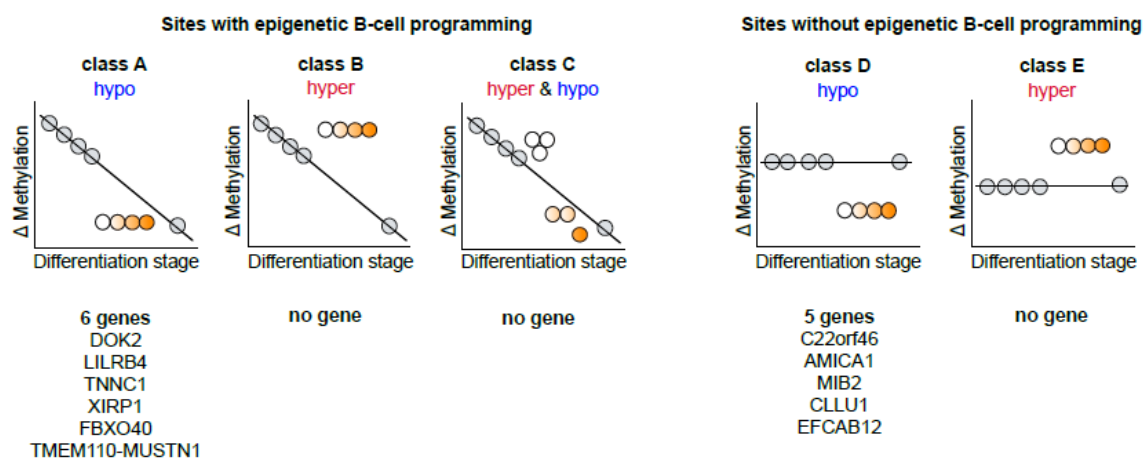 Sites with epigenetic B-cell programming
Sites without epigenetic B-cell programming
class A
hypo
class B
hyper
class C
hyper & hypo
class D
hypo
class E
hyper
Δ Methylation
Differentiation stage
Δ Methylation
Differentiation stage
Δ Methylation
Differentiation stage
Δ Methylation
Differentiation stage
Δ Methylation
Differentiation stage
6 genes
DOK2
LILRB4
TNNC1
XIRP1
FBXO40
TMEM110-MUSTN1
no gene
no gene
5 genes
C22orf46
AMICA1
MIB2
CLLU1
EFCAB12
no gene